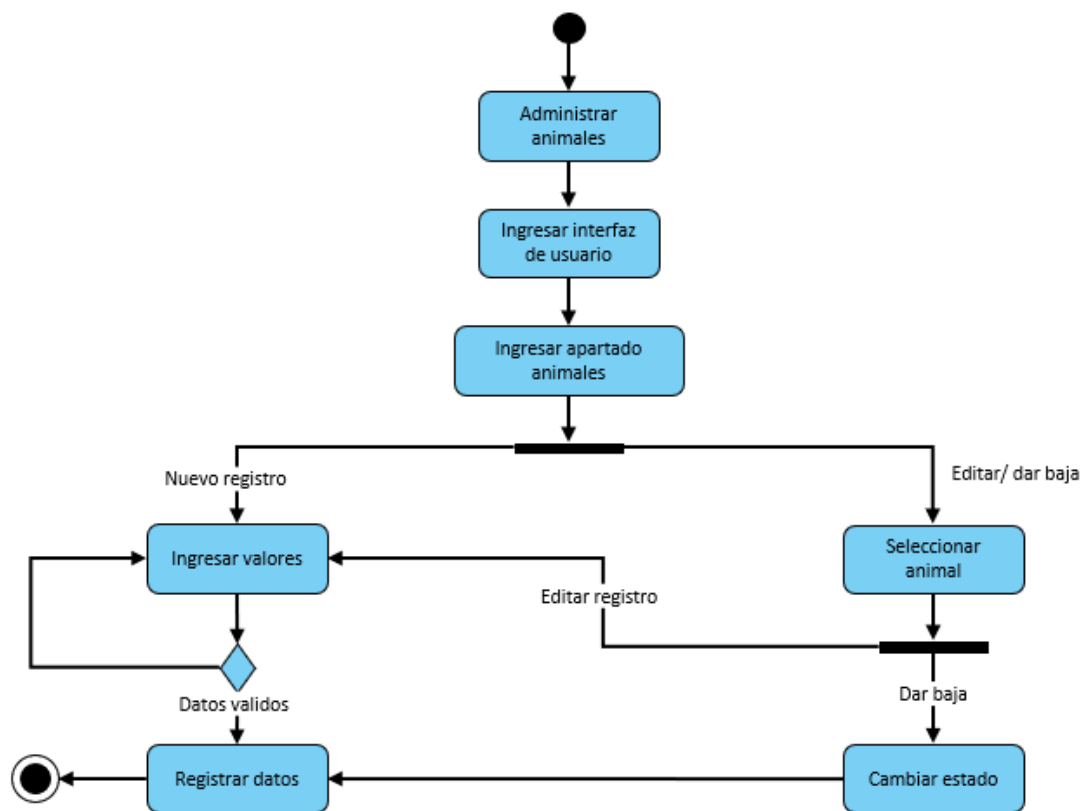 Administrar
animales
Ingresar interfaz
de usuario
Ingresar apartado
animales
Nuevo registro
Editar/ dar baja
Ingresar valores
Seleccionar
animal
Editar registro
Datos validos
Dar baja
Registrar datos
Cambiar estado